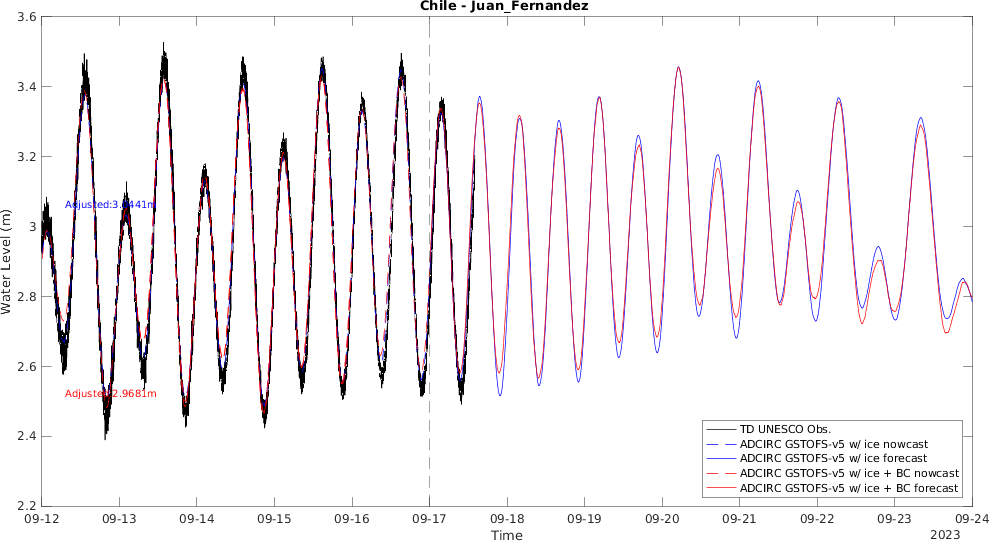 Chile - Juan_Fernandez
Water Level (m)
3.6
3.4
3.2
3
2.8
2.6
2.4
2.2
Adjusted:2.9681m
TD UNESCO Obs.
ADCIRC GSTOFS-v5 w/ ice nowcast
ADCIRC GSTOFS-v5 w/ ice forecast
ADCIRC GSTOFS-v5 w/ ice + BC nowcast
ADCIRC GSTOFS-v5 w/ ice + BC forecast
09-12 09-13 09-14 09-15 09-16 09-17 09-18 09-19 09-20 09-21 09-22 09-23 09-24
Time
2023